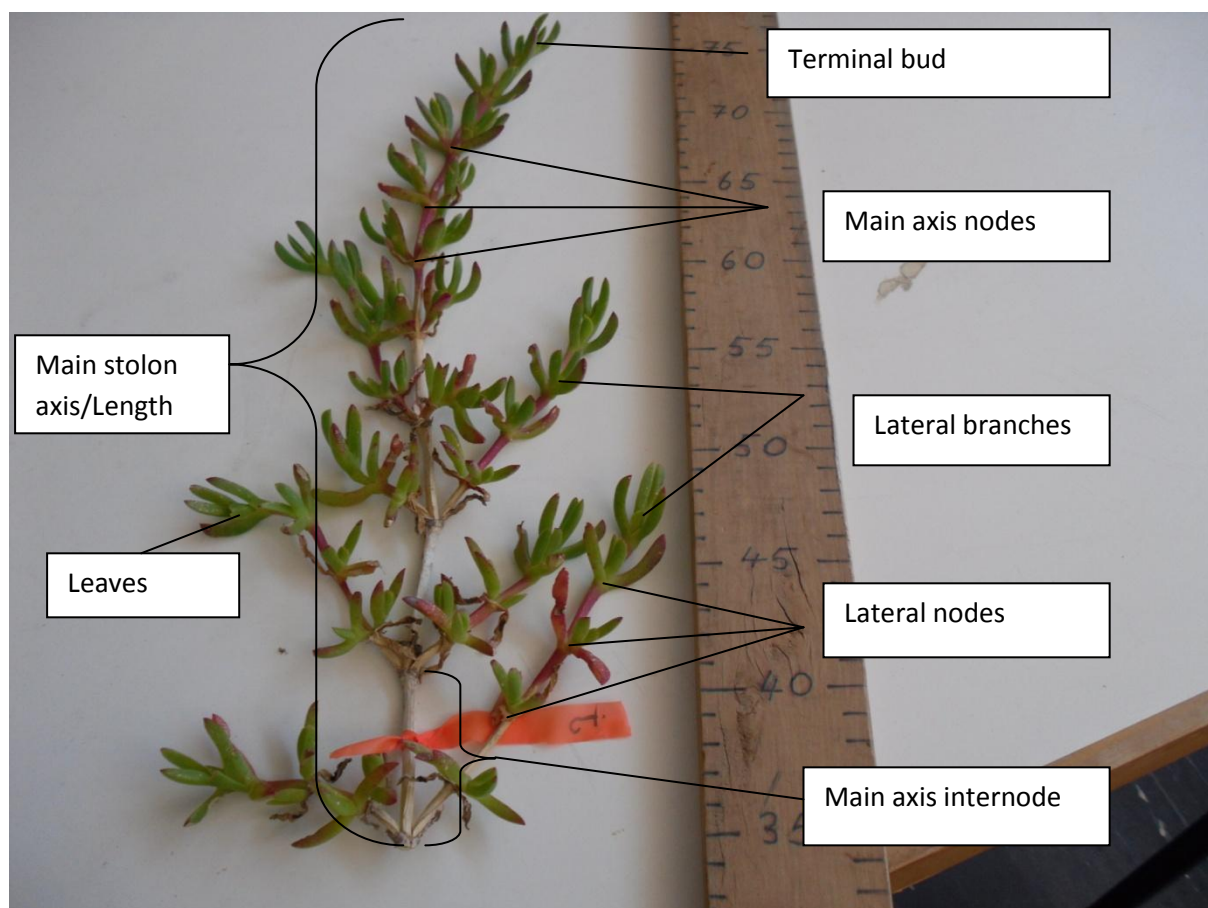 Terminal bud
75
70
65
Main axis nodes
60
55
Main stolon
axis/Length
Lateral branches
50
45
Leaves
Lateral nodes
40
Main axis internode
35